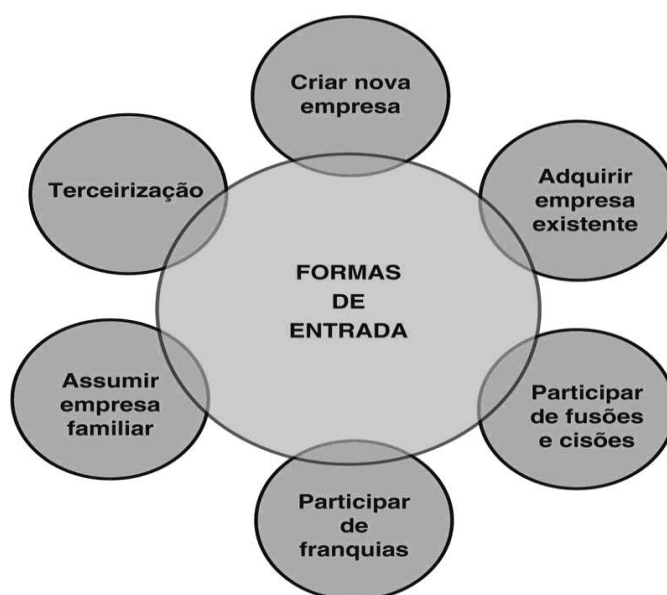 Criar nova
empresa
Terceirização
Adquirir
empresa
existente
FORMAS
DE
ENTRADA
Assumir
empresa
familiar
Participar
de fusões
e cisões
Participar
de
franquias